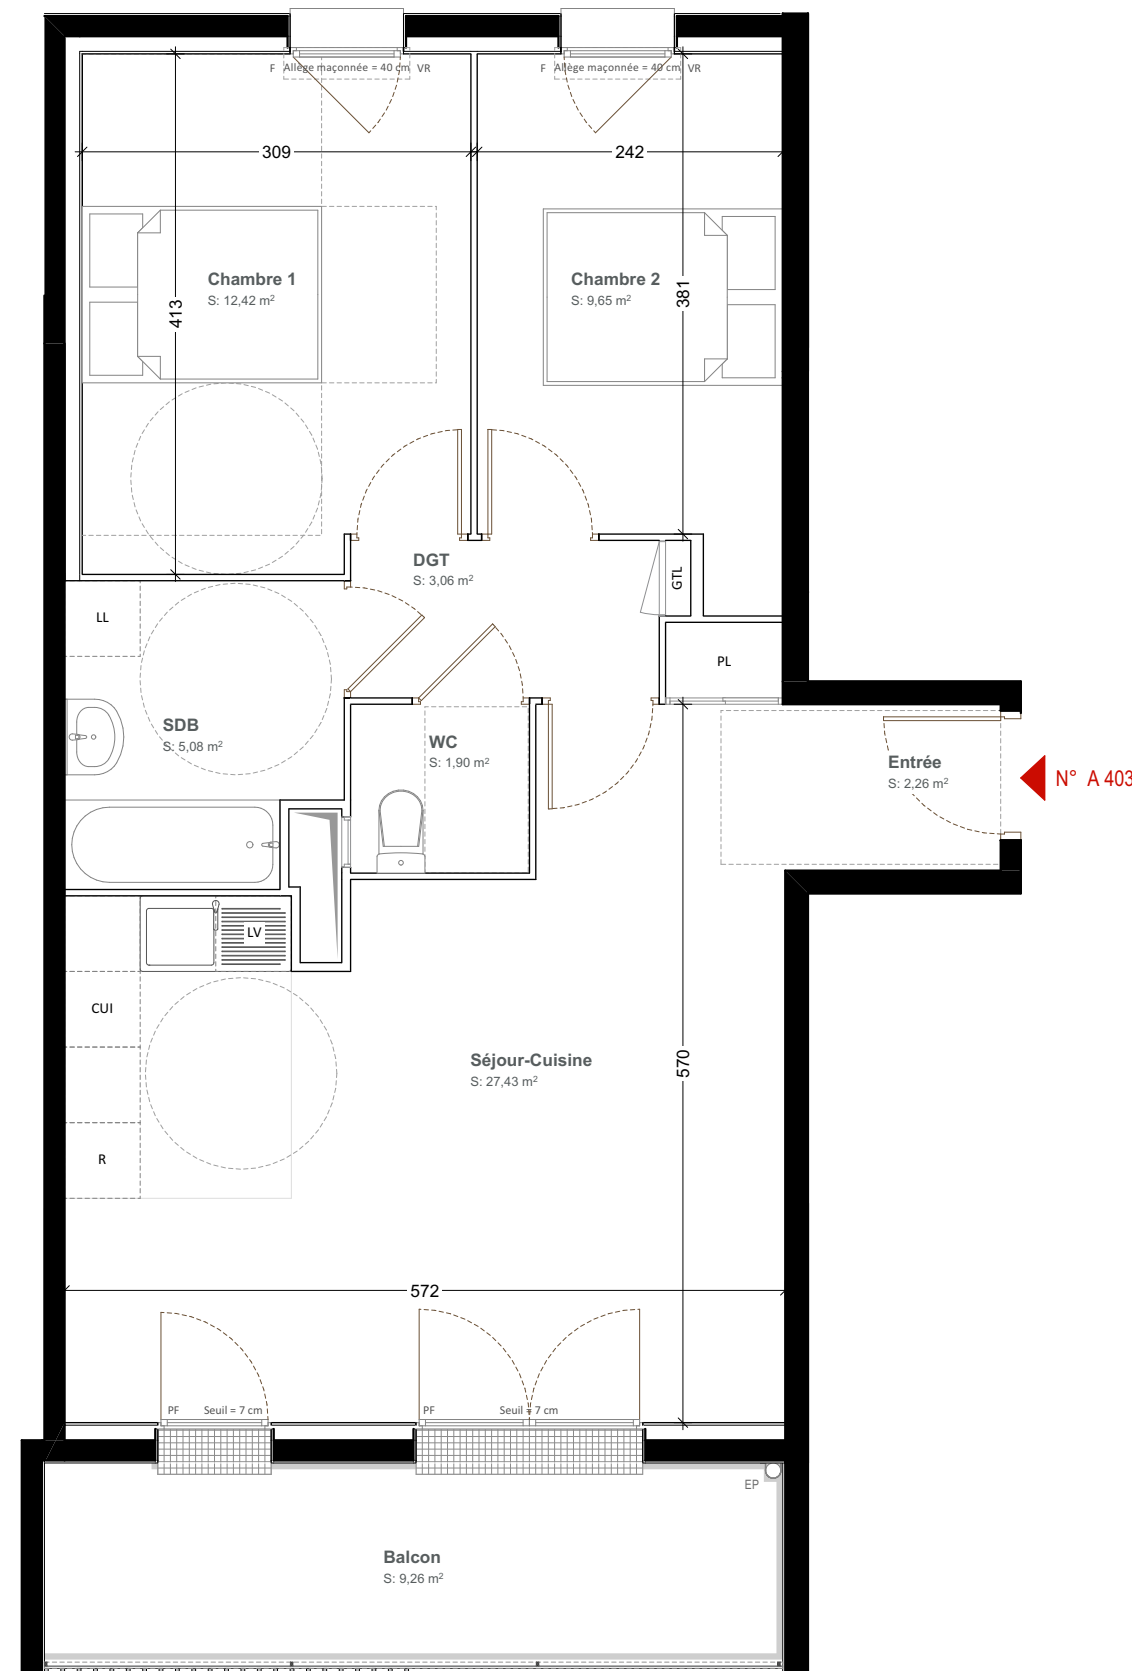 F Allège maçonnée = 40 cm VR
F Allège maçonnée = 40 cm VR
309
242
Chambre 1
S: 12,42 m²
413
Chambre 2
S: 9,65 m²
381
DGT
S: 3,06 m²
GTL
LL
PL
SDB
S: 5,08 m²
WC
S: 1,90 m²
Entrée
S: 2,26 m²
N° A 403
LV
CUI
Séjour-Cuisine
S: 27,43 m²
570
R
572
PF Seuil = 7 cm
PF Seuil = 7 cm
EP
Balcon
S: 9,26 m²